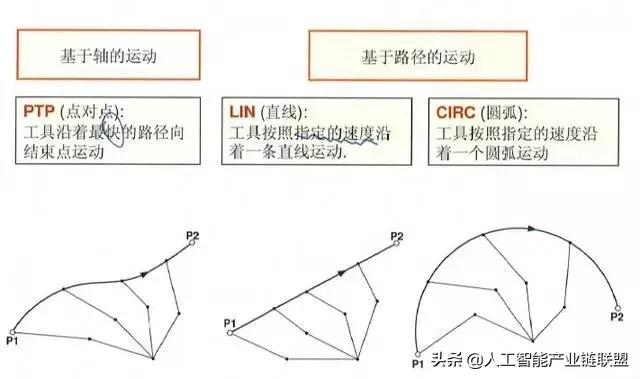 基于轴的运动
基于路径的运动
PTP (点对点):
工具沿着最快的路径向
结束点运动
LIN (直线):
工具按照指定的速度沿
着一条直线运动.
CIRC (圆弧):
工具按照指定的速度沿
着一个圆弧运动
P1
P2
P1
P2
P1
P2
头条 @人工智能产业链联盟